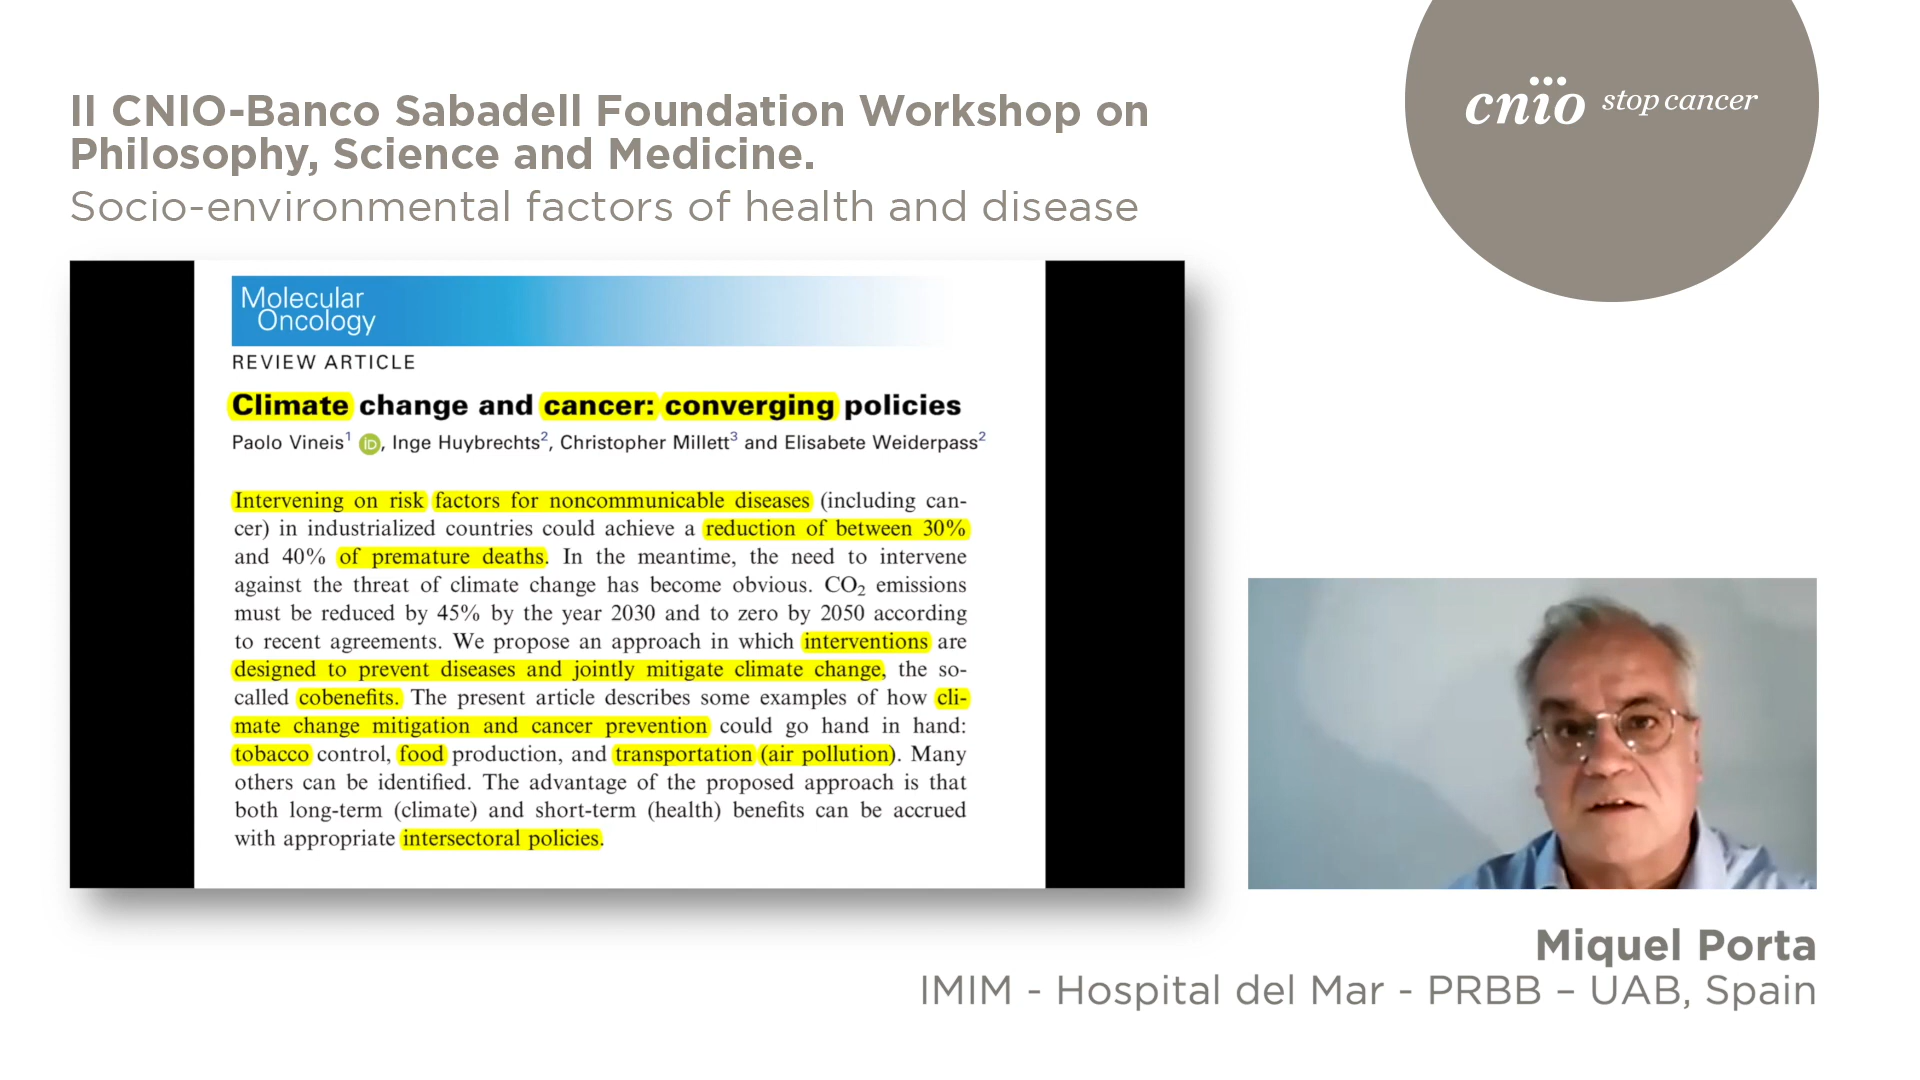 II CNIO-Banco Sabadell Foundation Workshop on
Philosophy, Science and Medicine.
Socio-environmental factors of health and disease
cnio stop cancer
Molecular
Oncology
REVIEW ARTICLE
Climate change and cancer: converging policies
Paolo Vineis¹ iD, Inge Huybrechts², Christopher Millett³ and Elisabete Weiderpass²
Intervening on risk factors for noncommunicable diseases (including can-
cer) in industrialized countries could achieve a reduction of between 30%
and 40% of premature deaths. In the meantime, the need to intervene
against the threat of climate change has become obvious. CO₂ emissions
must be reduced by 45% by the year 2030 and to zero by 2050 according
to recent agreements. We propose an approach in which interventions are
designed to prevent diseases and jointly mitigate climate change, the so-
called cobenefits. The present article describes some examples of how cli-
mate change mitigation and cancer prevention could go hand in hand:
tobacco control, food production, and transportation (air pollution). Many
others can be identified. The advantage of the proposed approach is that
both long-term (climate) and short-term (health) benefits can be accrued
with appropriate intersectoral policies.
Miquel Porta
IMIM - Hospital del Mar - PRBB – UAB, Spain